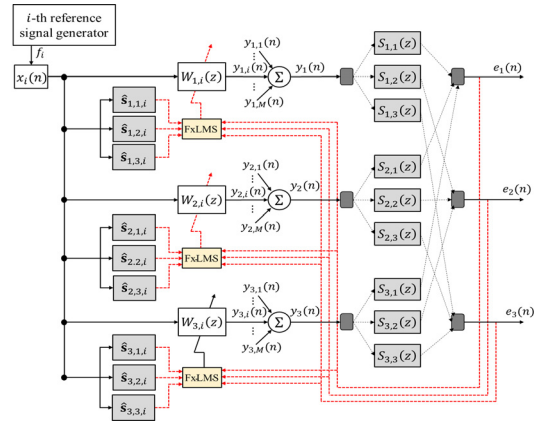 i-th reference
signal generator
f_i
x_i(n)
W_{1,i}(z)
y_{1,1}(n)
⋮
y_{1,i}(n)
⋮
y_{1,M}(n)
Σ
y_1(n)
S_{1,1}(z)
S_{1,2}(z)
S_{1,3}(z)
e_1(n)
ŝ_{1,1,i}
ŝ_{1,2,i}
ŝ_{1,3,i}
FxLMS
W_{2,i}(z)
y_{2,1}(n)
⋮
y_{2,i}(n)
⋮
y_{2,M}(n)
Σ
y_2(n)
S_{2,1}(z)
S_{2,2}(z)
S_{2,3}(z)
e_2(n)
ŝ_{2,1,i}
ŝ_{2.2,i}
ŝ_{2,3,i}
FxLMS
W_{3,i}(z)
y_{3,1}(n)
⋮
y_{3,i}(n)
⋮
y_{3,M}(n)
Σ
y_3(n)
S_{3,1}(z)
S_{3,2}(z)
S_{3,3}(z)
e_3(n)
ŝ_{3,1,i}
ŝ_{3,2,i}
ŝ_{3,3,i}
FxLMS